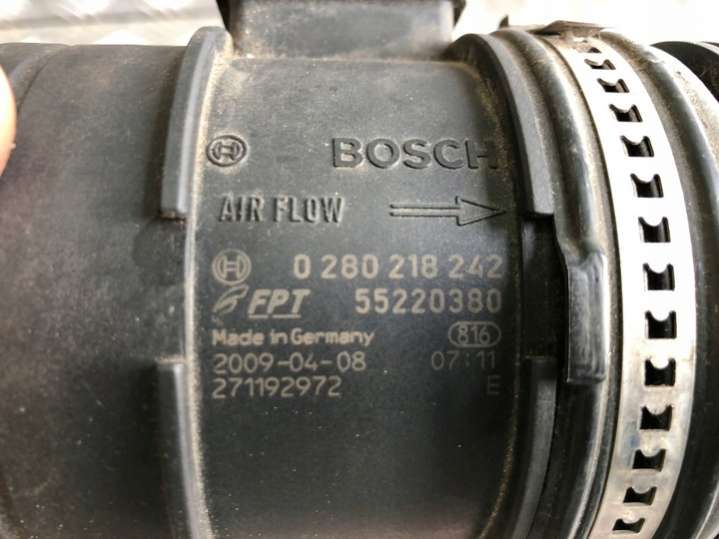 BOSCH
AIR FLOW
0 280 218 242
FPT 55220380
Made in Germany 816
2009-04-08 07:11
271192972 E